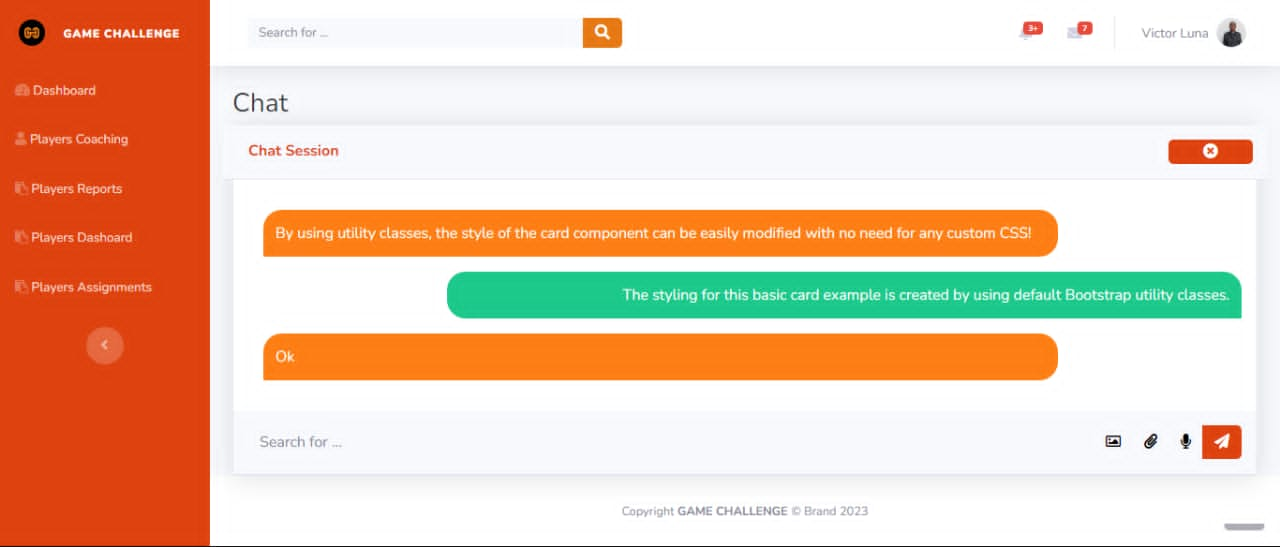 GAME CHALLENGE
Search for ...
3+
7
Victor Luna
Dashboard
Players Coaching
Players Reports
Players Dashoard
Players Assignments
Chat
Chat Session
By using utility classes, the style of the card component can be easily modified with no need for any custom CSS!
The styling for this basic card example is created by using default Bootstrap utility classes.
Ok
Search for ...
Copyright GAME CHALLENGE © Brand 2023